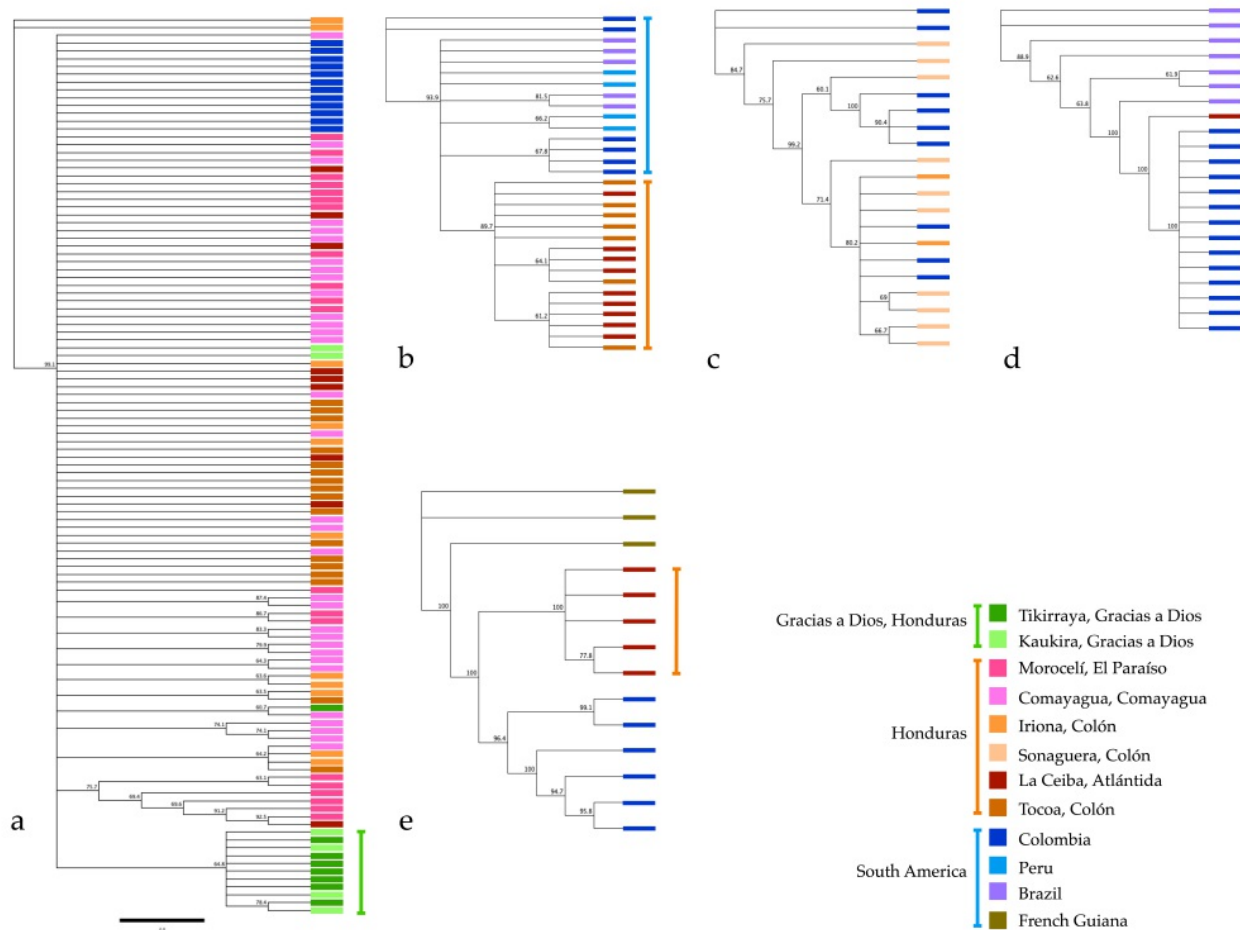 99.1
87.6
86.7
83.3
79.9
64.3
63.6
63.5
60.7
74.1
74.1
64.2
63.1
75.7
69.4
69.6
91.2
92.5
64.8
78.4
a
93.9
81.5
66.2
67.8
89.7
64.1
61.2
b
84.7
75.7
60.1
100
90.4
99.2
71.4
80.2
69
66.7
c
88.9
62.6
61.9
63.8
100
100
100
d
100
100
100
77.8
99.1
96.4
100
94.7
95.8
e
Gracias a Dios, Honduras
Tikirraya, Gracias a Dios
Kaukira, Gracias a Dios
Honduras
Morocelí, El Paraíso
Comayagua, Comayagua
Iriona, Colón
Sonaguera, Colón
La Ceiba, Atlántida
Tocoa, Colón
South America
Colombia
Peru
Brazil
French Guiana